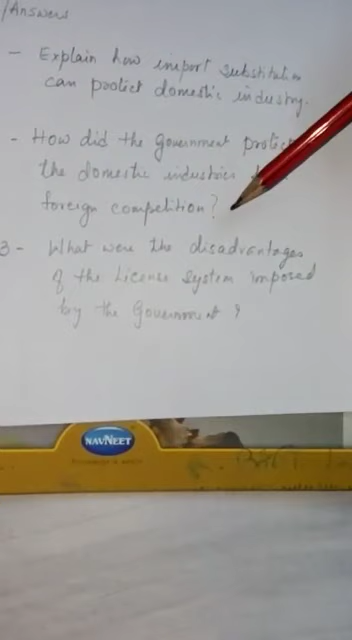 /Answers
- Explain how import substitution
can protect domestic industry.
- How did the government protect
the domestic industries
foreign competition?
3- What were the disadvantages
of the License System imposed
by the Government ?
NAVNEET